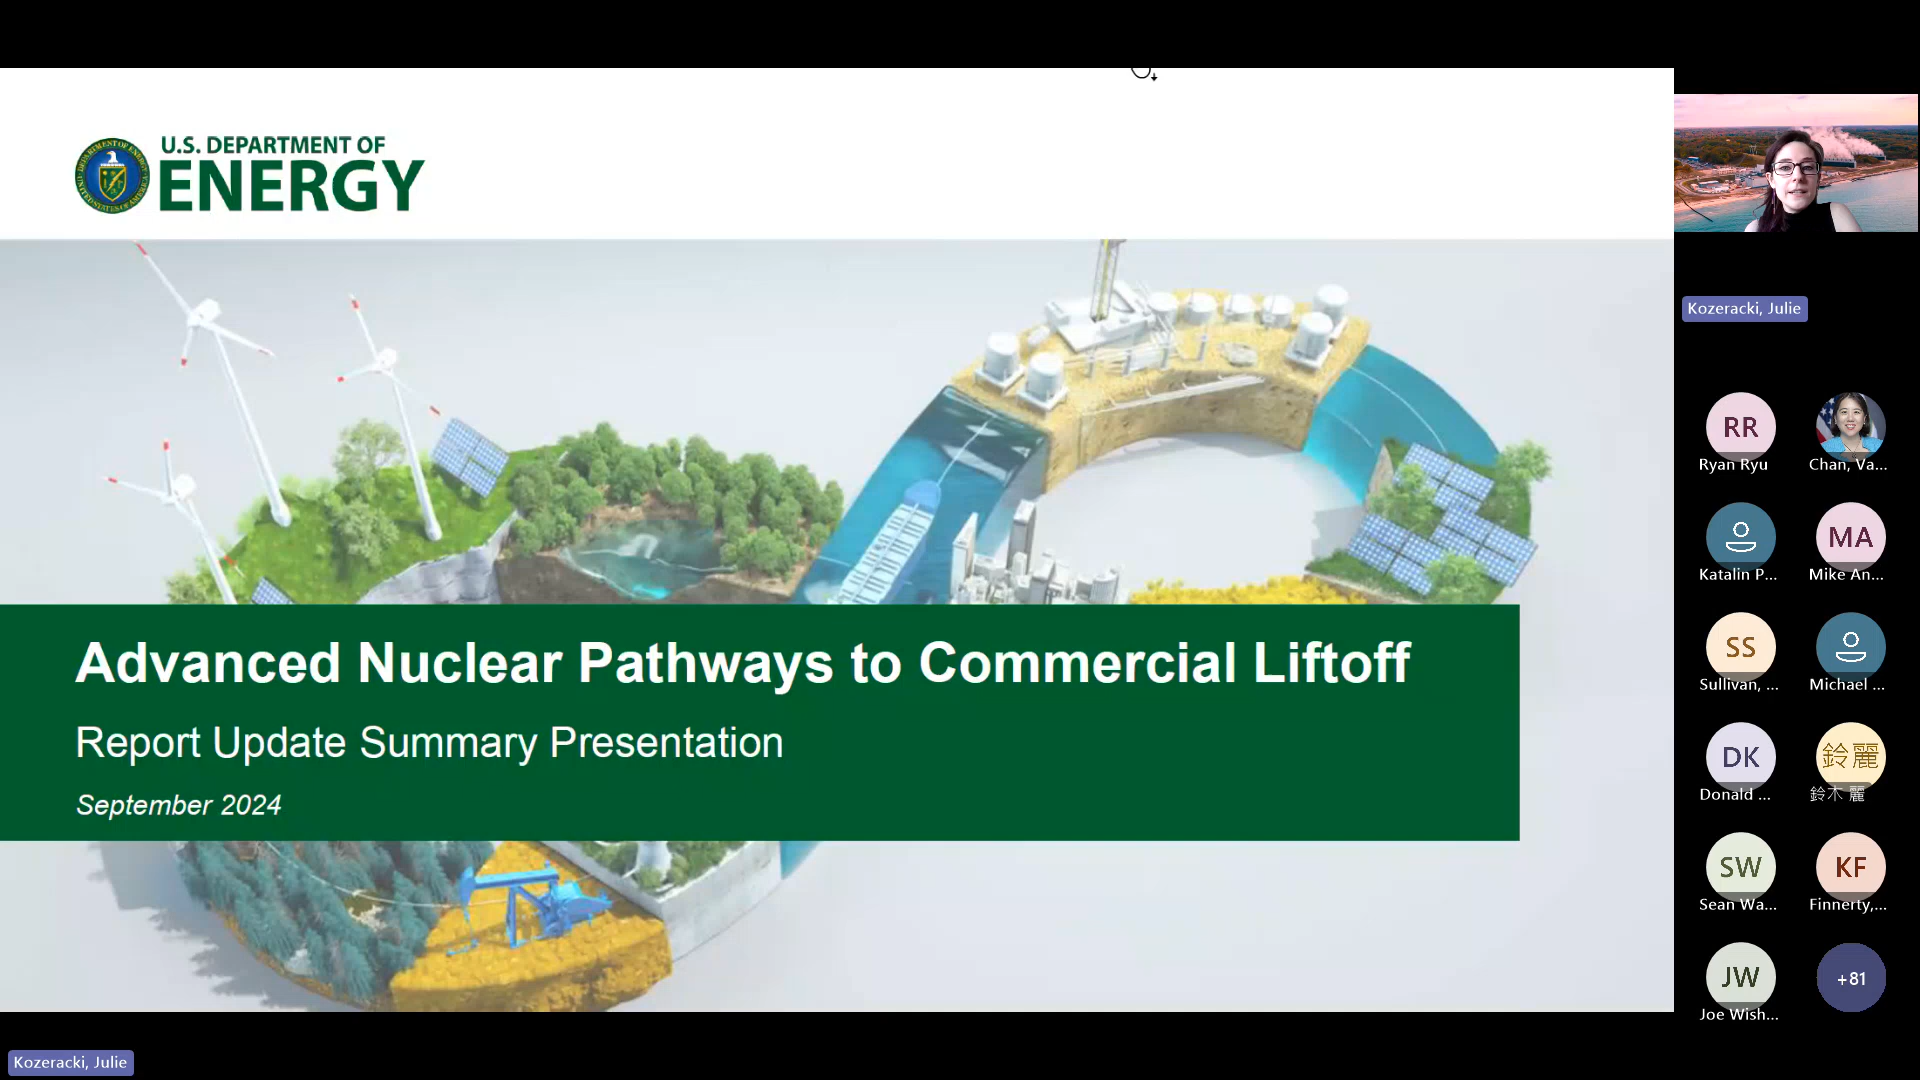 U.S. DEPARTMENT OF
ENERGY
Advanced Nuclear Pathways to Commercial Liftoff
Report Update Summary Presentation
September 2024
Kozeracki, Julie
RR
Ryan Ryu
Chan, Va...
Katalin P...
MA
Mike An...
SS
Sullivan, ...
Michael ...
DK
Donald ...
鈴麗
鈴木 麗
SW
Sean Wa...
KF
Finnerty,...
JW
Joe Wish...
+81
Kozeracki, Julie